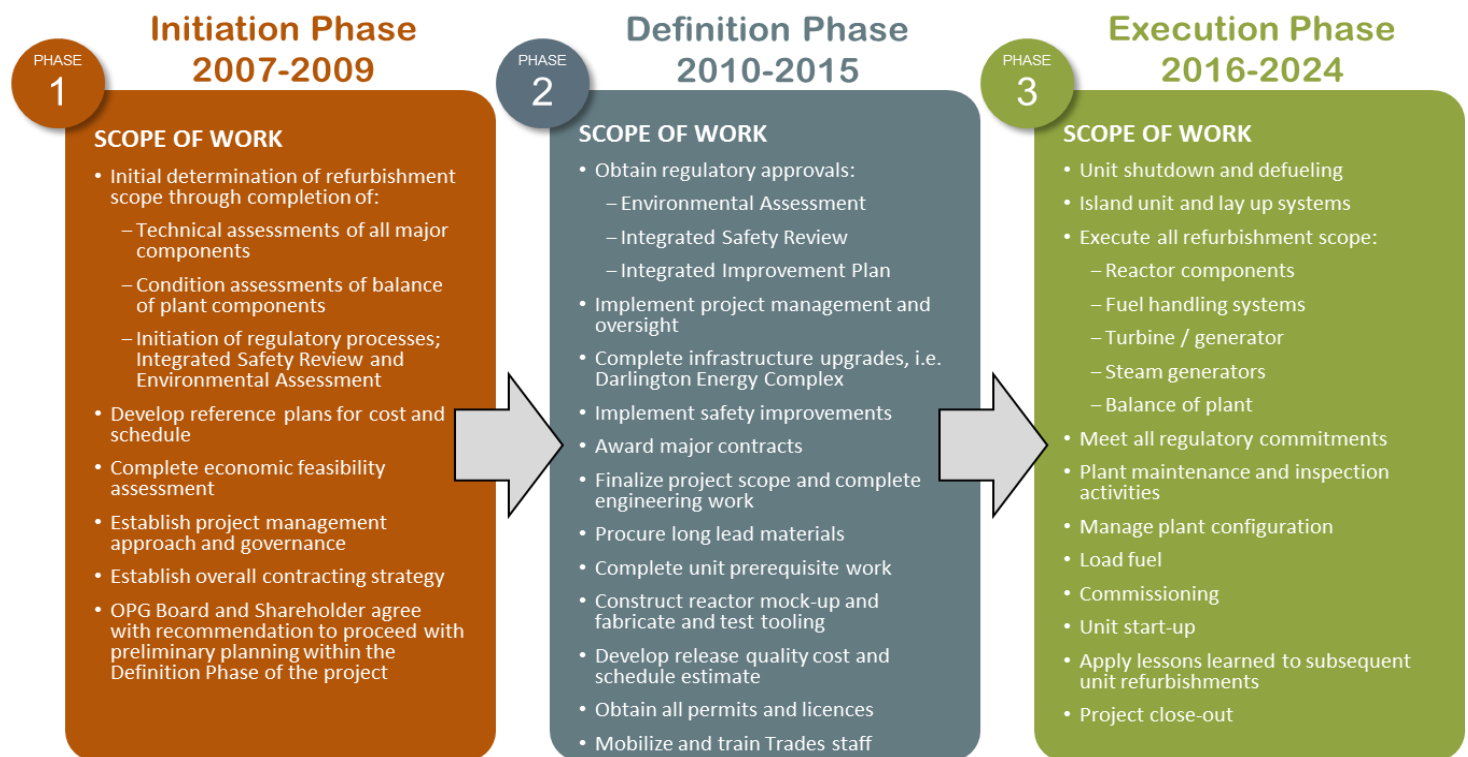 PHASE
1
Initiation Phase
2007-2009
SCOPE OF WORK
• Initial determination of refurbishment
scope through completion of:
– Technical assessments of all major
components
– Condition assessments of balance
of plant components
– Initiation of regulatory processes;
Integrated Safety Review and
Environmental Assessment
• Develop reference plans for cost and
schedule
• Complete economic feasibility
assessment
• Establish project management
approach and governance
• Establish overall contracting strategy
• OPG Board and Shareholder agree
with recommendation to proceed with
preliminary planning within the
Definition Phase of the project
PHASE
2
Definition Phase
2010-2015
SCOPE OF WORK
• Obtain regulatory approvals:
– Environmental Assessment
– Integrated Safety Review
– Integrated Improvement Plan
• Implement project management and
oversight
• Complete infrastructure upgrades, i.e.
Darlington Energy Complex
• Implement safety improvements
• Award major contracts
• Finalize project scope and complete
engineering work
• Procure long lead materials
• Complete unit prerequisite work
• Construct reactor mock-up and
fabricate and test tooling
• Develop release quality cost and
schedule estimate
• Obtain all permits and licences
• Mobilize and train Trades staff
PHASE
3
Execution Phase
2016-2024
SCOPE OF WORK
• Unit shutdown and defueling
• Island unit and lay up systems
• Execute all refurbishment scope:
– Reactor components
– Fuel handling systems
– Turbine / generator
– Steam generators
– Balance of plant
• Meet all regulatory commitments
• Plant maintenance and inspection
activities
• Manage plant configuration
• Load fuel
• Commissioning
• Unit start-up
• Apply lessons learned to subsequent
unit refurbishments
• Project close-out